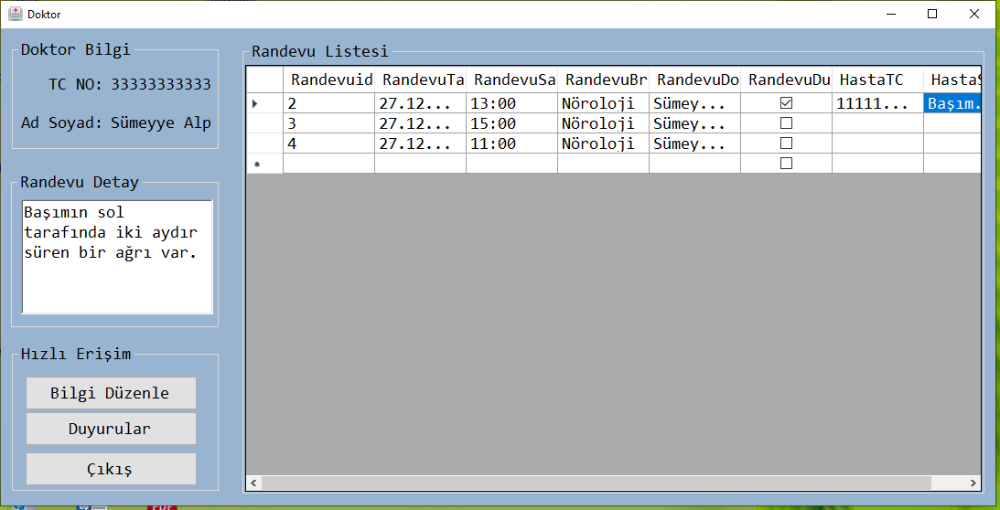 Doktor
Doktor Bilgi
TC NO: 33333333333
Ad Soyad: Sümeyye Alp
Randevu Detay
Başımın sol
tarafında iki aydır
süren bir ağrı var.
Hızlı Erişim
Bilgi Düzenle
Duyurular
Çıkış
Randevu Listesi
Randevuid RandevuTa RandevuSa RandevuBr RandevuDo RandevuDu HastaTC HastaS
2 27.12... 13:00 Nöroloji Sümey... 11111... Başım.
3 27.12... 15:00 Nöroloji Sümey...
4 27.12... 11:00 Nöroloji Sümey...